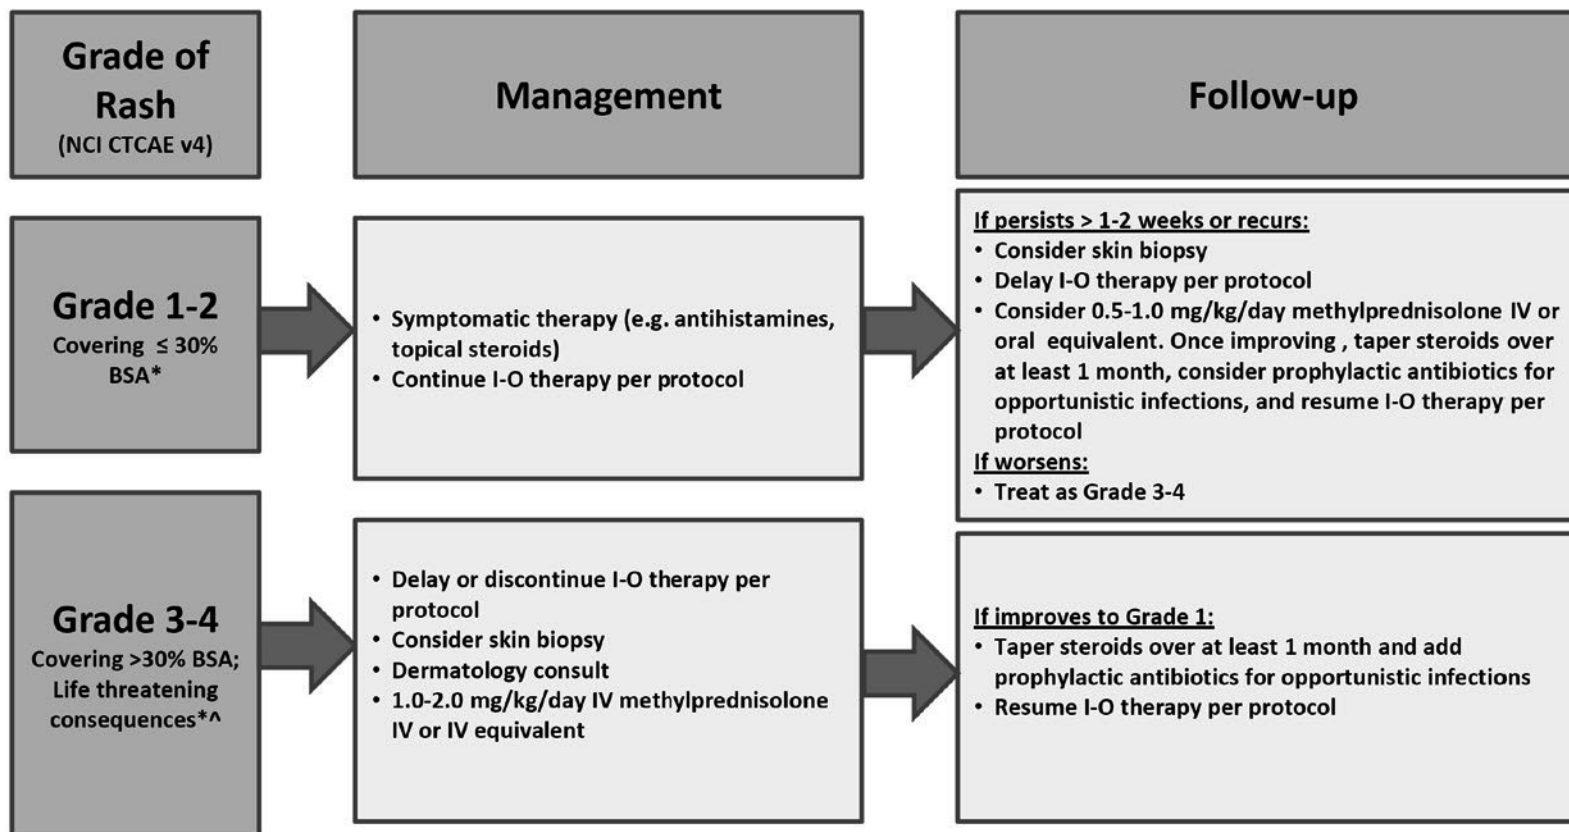 Grade of
Rash
(NCI CTCAE v4)
Management
Follow-up
Grade 1-2
Covering ≤ 30%
BSA*
• Symptomatic therapy (e.g. antihistamines,
topical steroids)
• Continue I-O therapy per protocol
If persists > 1-2 weeks or recurs:
• Consider skin biopsy
• Delay I-O therapy per protocol
• Consider 0.5-1.0 mg/kg/day methylprednisolone IV or
oral equivalent. Once improving , taper steroids over
at least 1 month, consider prophylactic antibiotics for
opportunistic infections, and resume I-O therapy per
protocol
If worsens:
• Treat as Grade 3-4
Grade 3-4
Covering >30% BSA;
Life threatening
consequences*^
• Delay or discontinue I-O therapy per
protocol
• Consider skin biopsy
• Dermatology consult
• 1.0-2.0 mg/kg/day IV methylprednisolone
IV or IV equivalent
If improves to Grade 1:
• Taper steroids over at least 1 month and add
prophylactic antibiotics for opportunistic infections
• Resume I-O therapy per protocol